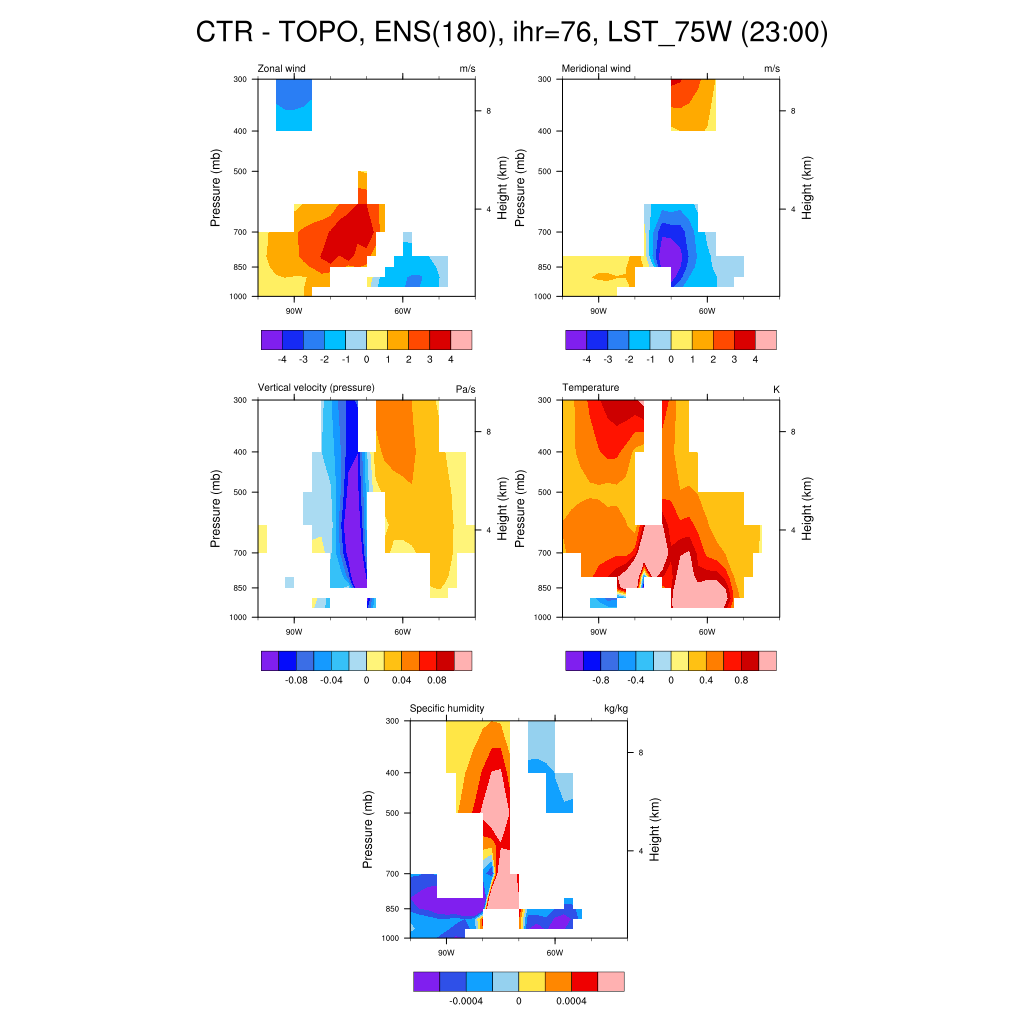 CTR - TOPO, ENS(180), ihr=76, LST_75W (23:00)
Zonal wind m/s
300
400
500
700
850
1000
Pressure (mb)
8
4
Height (km)
90W 60W
-4 -3 -2 -1 0 1 2 3 4
Meridional wind m/s
300
400
500
700
850
1000
Pressure (mb)
8
4
Height (km)
90W 60W
-4 -3 -2 -1 0 1 2 3 4
Vertical velocity (pressure) Pa/s
300
400
500
700
850
1000
Pressure (mb)
8
4
Height (km)
90W 60W
-0.08 -0.04 0 0.04 0.08
Temperature K
300
400
500
700
850
1000
Pressure (mb)
8
4
Height (km)
90W 60W
-0.8 -0.4 0 0.4 0.8
Specific humidity kg/kg
300
400
500
700
850
1000
Pressure (mb)
8
4
Height (km)
90W 60W
-0.0004 0 0.0004